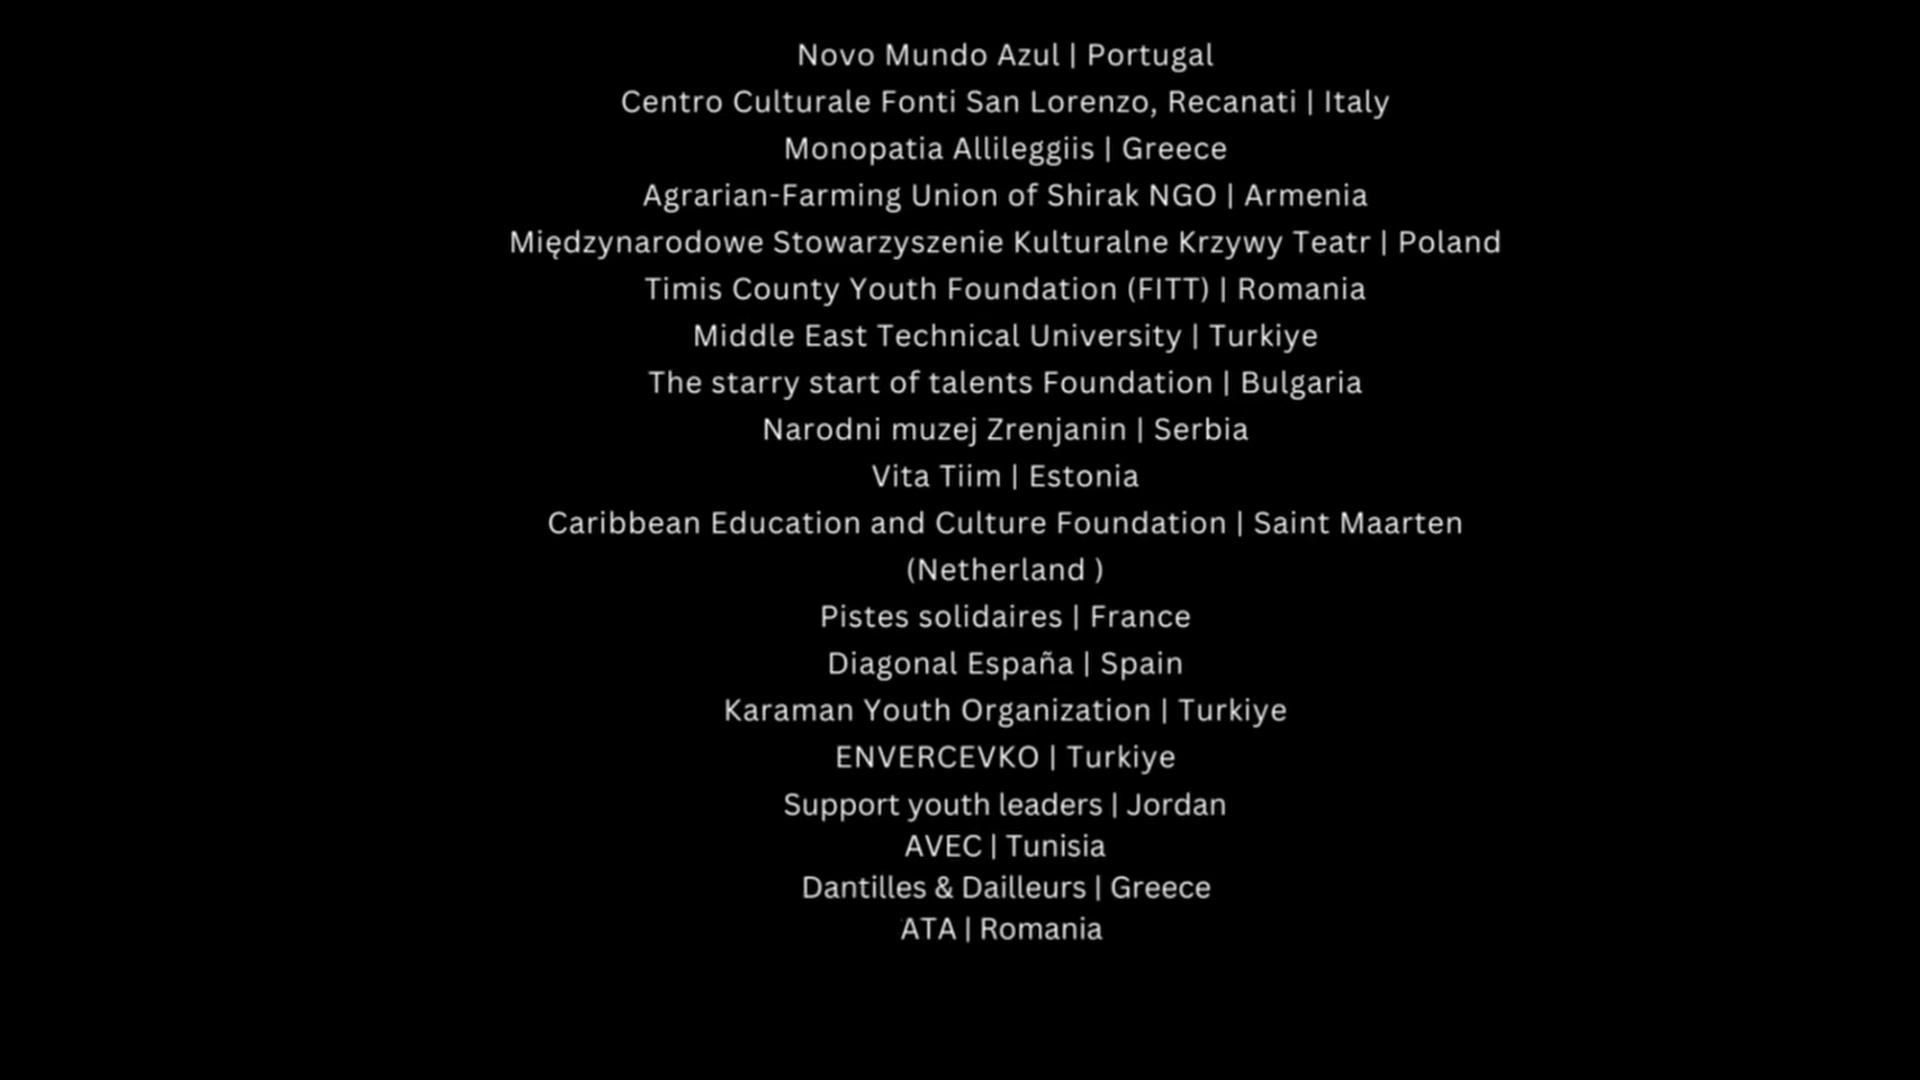 Novo Mundo Azul | Portugal
Centro Culturale Fonti San Lorenzo, Recanati | Italy
Monopatia Allileggiis | Greece
Agrarian-Farming Union of Shirak NGO | Armenia
Międzynarodowe Stowarzyszenie Kulturalne Krzywy Teatr | Poland
Timis County Youth Foundation (FITT) | Romania
Middle East Technical University | Turkiye
The starry start of talents Foundation | Bulgaria
Narodni muzej Zrenjanin | Serbia
Vita Tiim | Estonia
Caribbean Education and Culture Foundation | Saint Maarten
(Netherland )
Pistes solidaires | France
Diagonal España | Spain
Karaman Youth Organization | Turkiye
ENVERCEVKO | Turkiye
Support youth leaders | Jordan
AVEC | Tunisia
Dantilles & Dailleurs | Greece
ATA | Romania